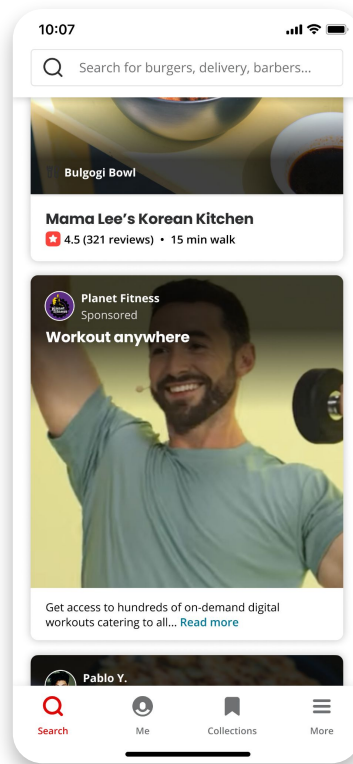 10:07
Search for burgers, delivery, barbers...
Bulgogi Bowl
Mama Lee’s Korean Kitchen
4.5 (321 reviews) • 15 min walk
Planet Fitness
Sponsored
Workout anywhere
Get access to hundreds of on-demand digital
workouts catering to all... Read more
Pablo Y.
Search
Me
Collections
More